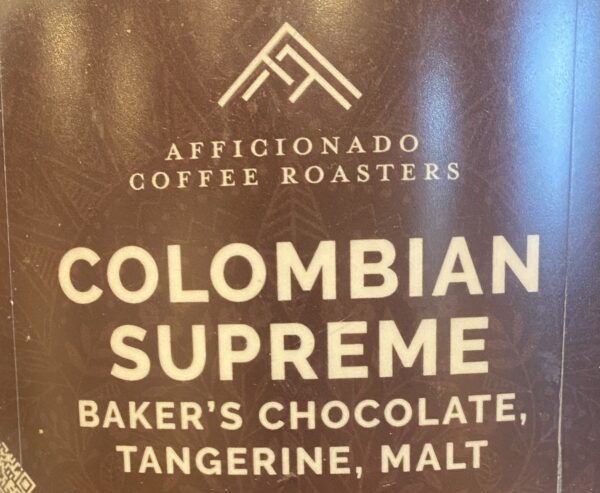 AFFICIONADO
COFFEE ROASTERS
COLOMBIAN
SUPREME
BAKER'S CHOCOLATE,
TANGERINE, MALT